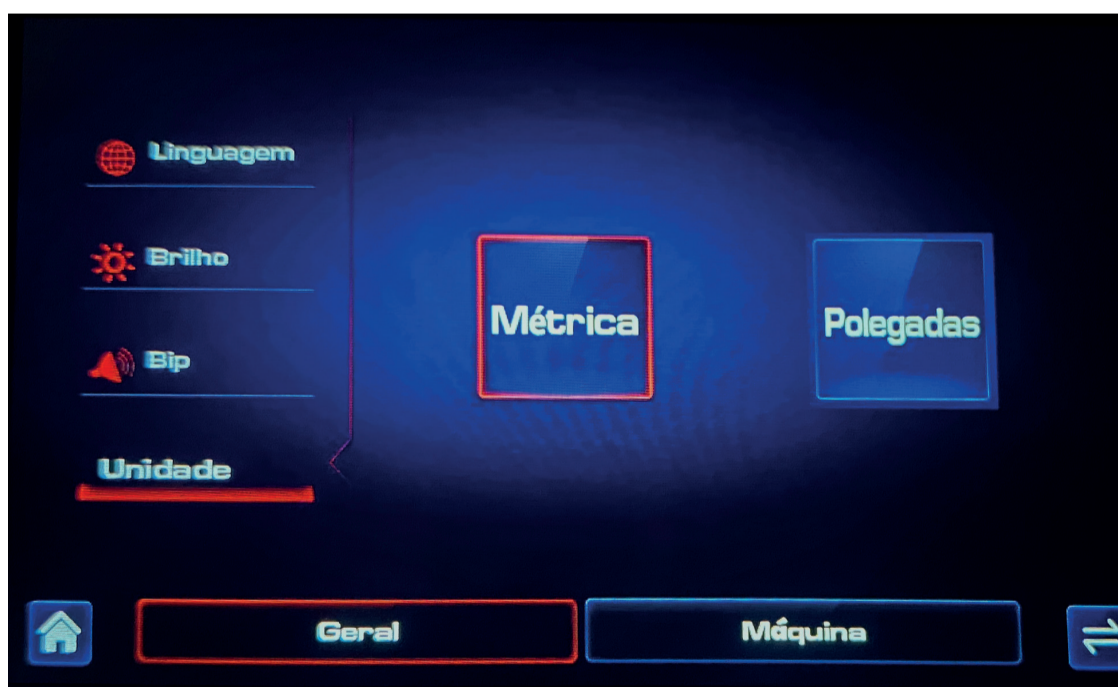 Linguagem
Brilho
Bip
Unidade
Métrica
Polegadas
Geral
Máquina